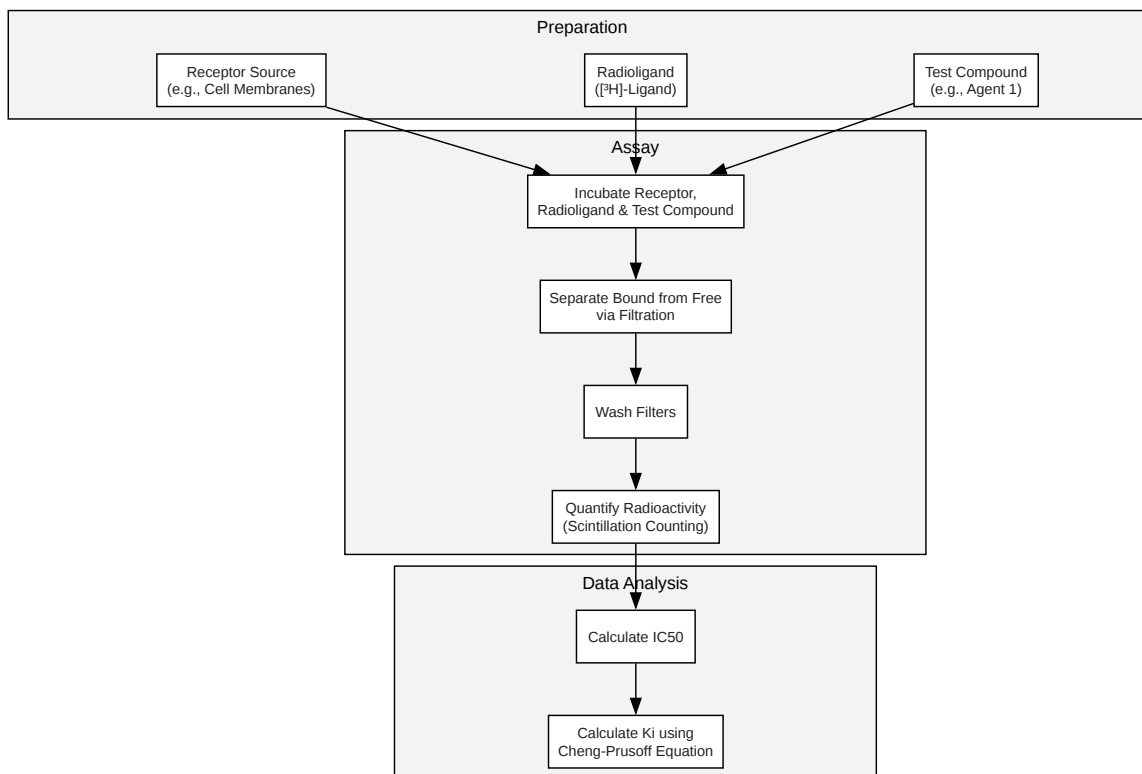 Preparation
Receptor Source
(e.g., Cell Membranes)
Radioligand
([³H]-Ligand)
Test Compound
(e.g., Agent 1)
Assay
Incubate Receptor,
Radioligand & Test Compound
Separate Bound from Free
via Filtration
Wash Filters
Quantify Radioactivity
(Scintillation Counting)
Data Analysis
Calculate IC50
Calculate Ki using
Cheng-Prusoff Equation